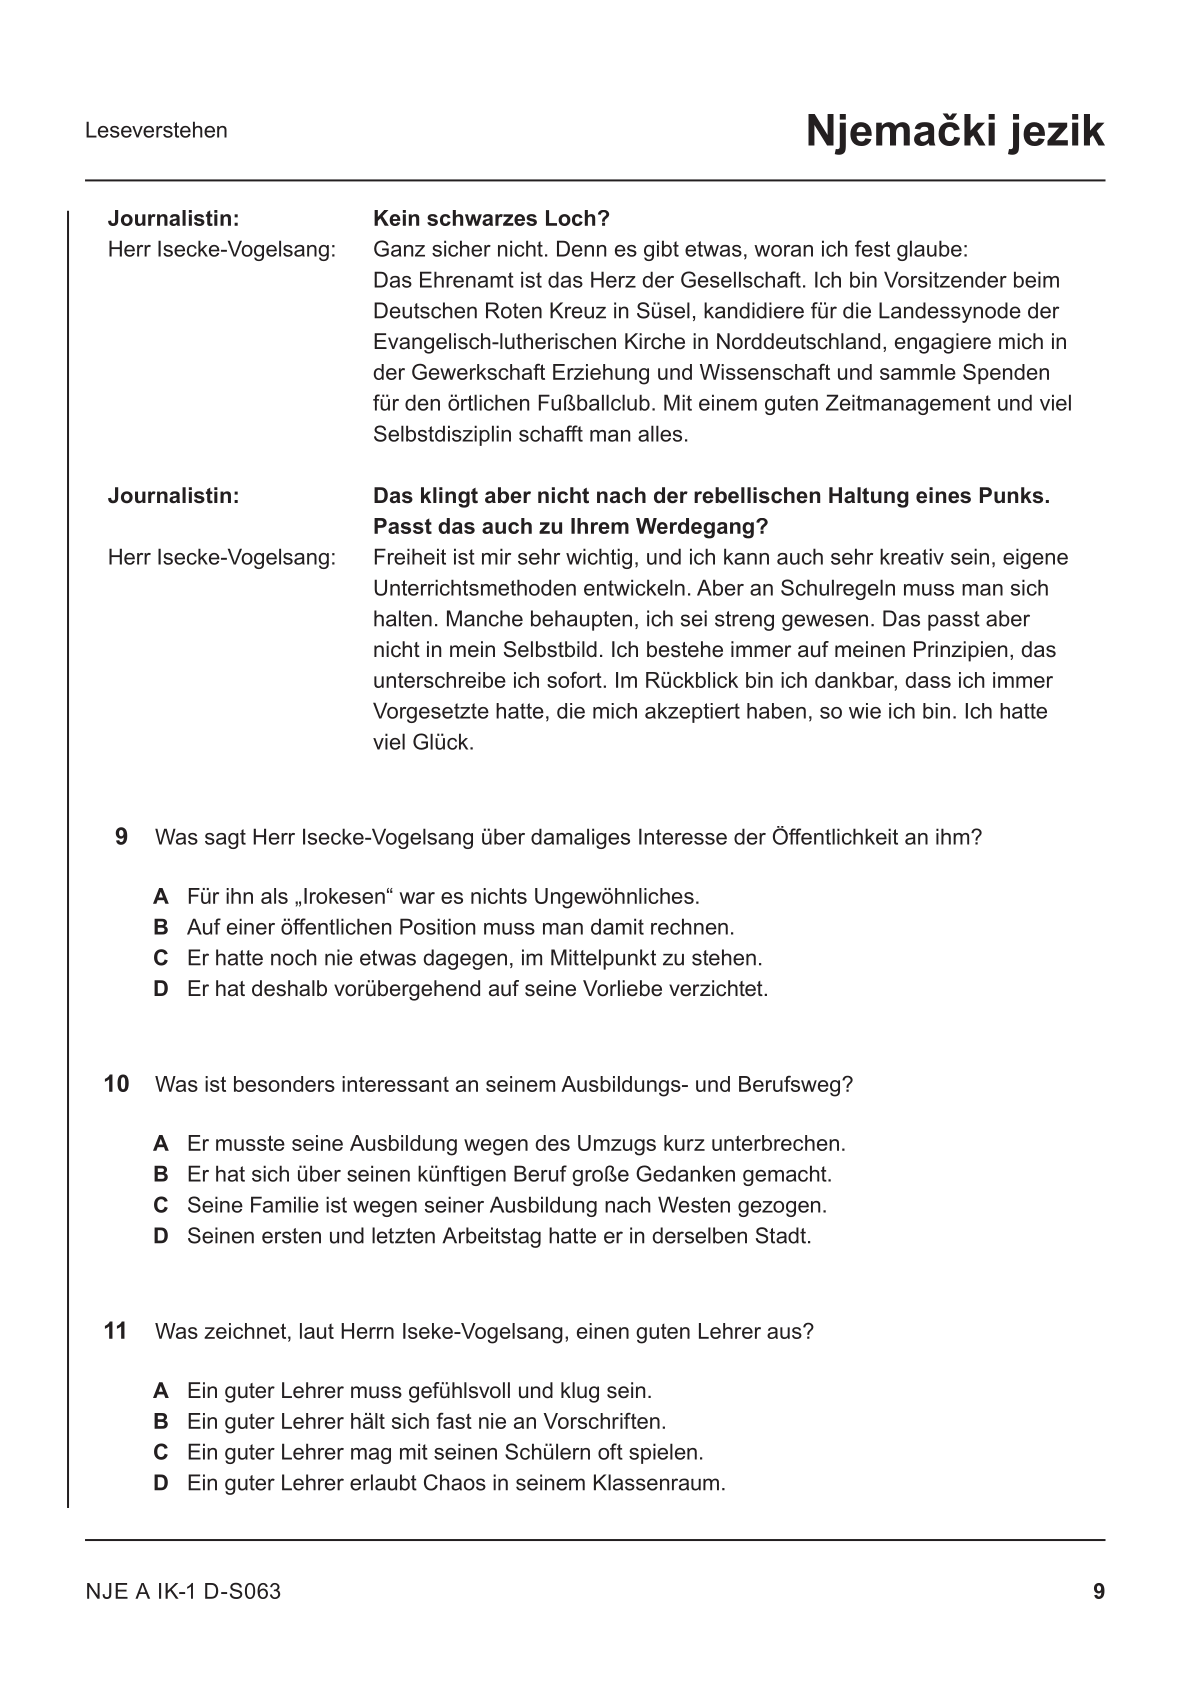 Leseverstehen
Njemački jezik
Journalistin: Kein schwarzes Loch?
Herr Isecke-Vogelsang: Ganz sicher nicht. Denn es gibt etwas, woran ich fest glaube:
Das Ehrenamt ist das Herz der Gesellschaft. Ich bin Vorsitzender beim
Deutschen Roten Kreuz in Süsel, kandidiere für die Landessynode der
Evangelisch-lutherischen Kirche in Norddeutschland, engagiere mich in
der Gewerkschaft Erziehung und Wissenschaft und sammle Spenden
für den örtlichen Fußballclub. Mit einem guten Zeitmanagement und viel
Selbstdisziplin schafft man alles.
Journalistin: Das klingt aber nicht nach der rebellischen Haltung eines Punks.
Passt das auch zu Ihrem Werdegang?
Herr Isecke-Vogelsang: Freiheit ist mir sehr wichtig, und ich kann auch sehr kreativ sein, eigene
Unterrichtsmethoden entwickeln. Aber an Schulregeln muss man sich
halten. Manche behaupten, ich sei streng gewesen. Das passt aber
nicht in mein Selbstbild. Ich bestehe immer auf meinen Prinzipien, das
unterschreibe ich sofort. Im Rückblick bin ich dankbar, dass ich immer
Vorgesetzte hatte, die mich akzeptiert haben, so wie ich bin. Ich hatte
viel Glück.
9 Was sagt Herr Isecke-Vogelsang über damaliges Interesse der Öffentlichkeit an ihm?
A Für ihn als „Irokesen“ war es nichts Ungewöhnliches.
B Auf einer öffentlichen Position muss man damit rechnen.
C Er hatte noch nie etwas dagegen, im Mittelpunkt zu stehen.
D Er hat deshalb vorübergehend auf seine Vorliebe verzichtet.
10 Was ist besonders interessant an seinem Ausbildungs- und Berufsweg?
A Er musste seine Ausbildung wegen des Umzugs kurz unterbrechen.
B Er hat sich über seinen künftigen Beruf große Gedanken gemacht.
C Seine Familie ist wegen seiner Ausbildung nach Westen gezogen.
D Seinen ersten und letzten Arbeitstag hatte er in derselben Stadt.
11 Was zeichnet, laut Herrn Iseke-Vogelsang, einen guten Lehrer aus?
A Ein guter Lehrer muss gefühlsvoll und klug sein.
B Ein guter Lehrer hält sich fast nie an Vorschriften.
C Ein guter Lehrer mag mit seinen Schülern oft spielen.
D Ein guter Lehrer erlaubt Chaos in seinem Klassenraum.
NJE A IK-1 D-S063
9